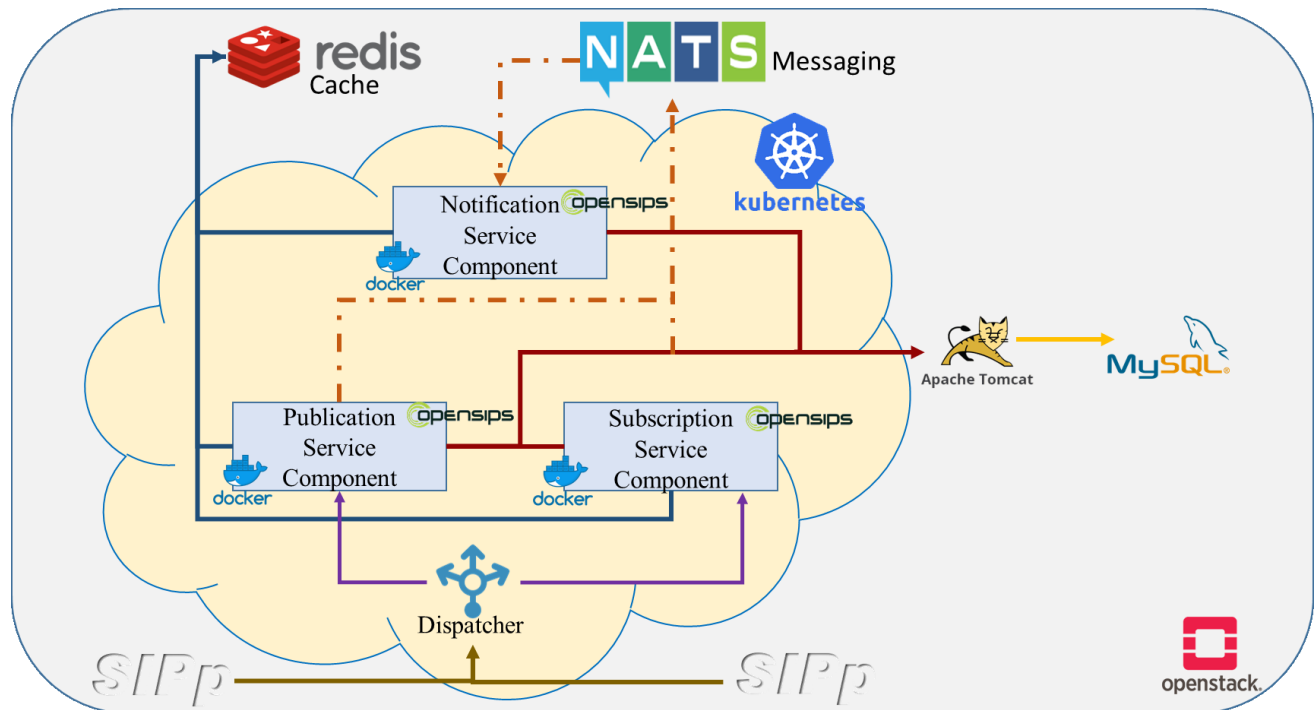 redis
Cache
NATS
Messaging
kubernetes
Notification
Service
Component
opensips
docker
Apache Tomcat
MySQL®
Publication
Service
Component
opensips
docker
Subscription
Service
Component
opensips
docker
Dispatcher
SIPp
SIPp
openstack.